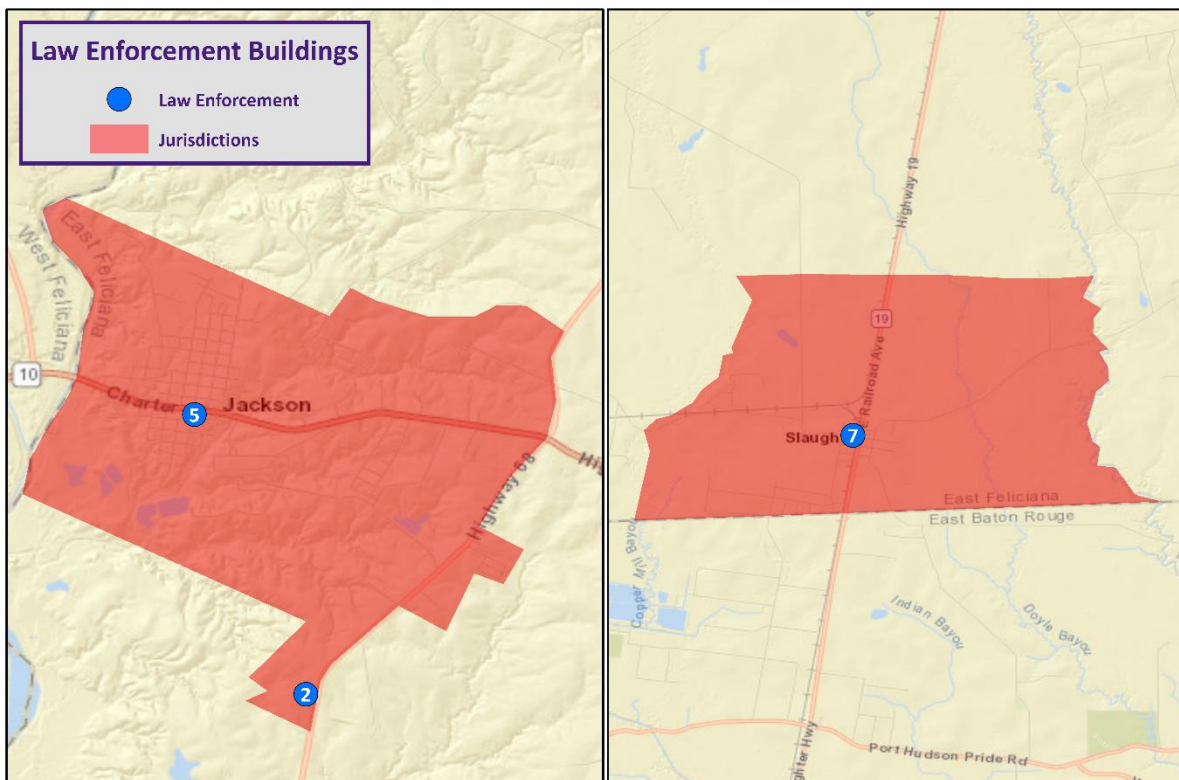 Law Enforcement Buildings
Law Enforcement
Jurisdictions
East Feliciana
West Feliciana
10
Charter
5
Jackson
Highway 68
2
Highway 19
19
Railroad Ave
Slaugh
7
East Feliciana
East Baton Rouge
Copper Mill Bayou
Indian Bayou
Doyle Bayou
Port Hudson Pride Rd
ghter Hwy